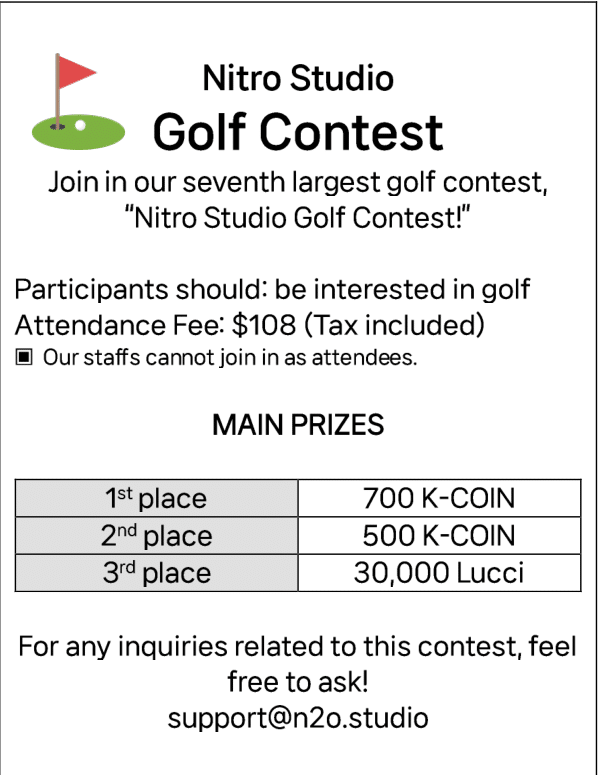 Nitro Studio
Golf Contest
Join in our seventh largest golf contest,
“Nitro Studio Golf Contest!”
Participants should: be interested in golf
Attendance Fee: $108 (Tax included)
▣ Our staffs cannot join in as attendees.
MAIN PRIZES
1st place 700 K-COIN
2nd place 500 K-COIN
3rd place 30,000 Lucci
For any inquiries related to this contest, feel
free to ask!
support@n2o.studio